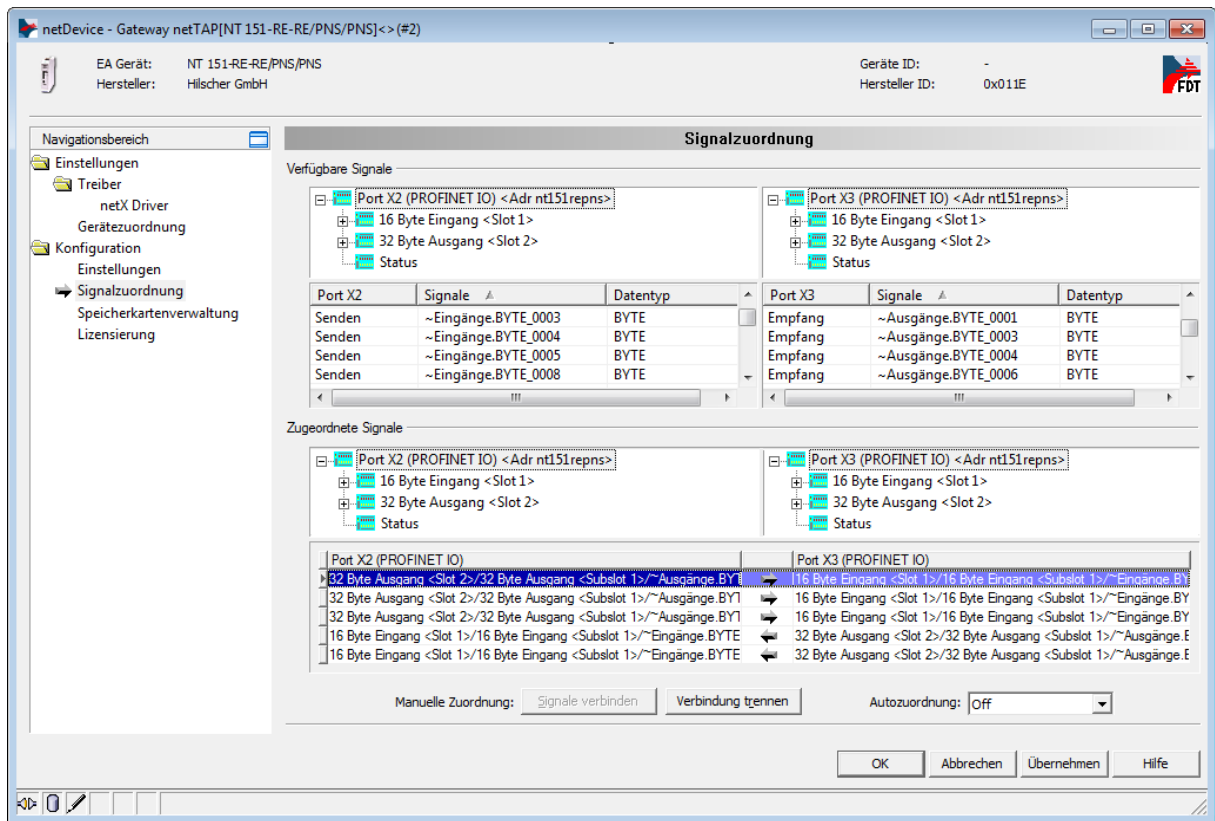 netDevice - Gateway netTAP[NT 151-RE-RE/PNS/PNS]<>(#2)
EA Gerät: NT 151-RE-RE/PNS/PNS Geräte ID: -
Hersteller: Hilscher GmbH Hersteller ID: 0x011E
FDT
Navigationsbereich
Einstellungen
Treiber
netX Driver
Gerätezuordnung
Konfiguration
Einstellungen
Signalzuordnung
Speicherkartenverwaltung
Lizensierung
Signalzuordnung
Verfügbare Signale
Port X2 (PROFINET IO) <Adr nt151repns>
16 Byte Eingang <Slot 1>
32 Byte Ausgang <Slot 2>
Status
Port X3 (PROFINET IO) <Adr nt151repns>
16 Byte Eingang <Slot 1>
32 Byte Ausgang <Slot 2>
Status
Port X2 Signale Datentyp
Senden ~Eingänge.BYTE_0003 BYTE
Senden ~Eingänge.BYTE_0004 BYTE
Senden ~Eingänge.BYTE_0005 BYTE
Senden ~Eingänge.BYTE_0008 BYTE
Port X3 Signale Datentyp
Empfang ~Ausgänge.BYTE_0001 BYTE
Empfang ~Ausgänge.BYTE_0003 BYTE
Empfang ~Ausgänge.BYTE_0004 BYTE
Empfang ~Ausgänge.BYTE_0006 BYTE
Zugeordnete Signale
Port X2 (PROFINET IO) <Adr nt151repns>
16 Byte Eingang <Slot 1>
32 Byte Ausgang <Slot 2>
Status
Port X3 (PROFINET IO) <Adr nt151repns>
16 Byte Eingang <Slot 1>
32 Byte Ausgang <Slot 2>
Status
Port X2 (PROFINET IO) Port X3 (PROFINET IO)
32 Byte Ausgang <Slot 2>/32 Byte Ausgang <Subslot 1>/~Ausgänge.BYT 16 Byte Eingang <Slot 1>/16 Byte Eingang <Subslot 1>/~Eingänge.BY
32 Byte Ausgang <Slot 2>/32 Byte Ausgang <Subslot 1>/~Ausgänge.BYT 16 Byte Eingang <Slot 1>/16 Byte Eingang <Subslot 1>/~Eingänge.BY
32 Byte Ausgang <Slot 2>/32 Byte Ausgang <Subslot 1>/~Ausgänge.BYT 16 Byte Eingang <Slot 1>/16 Byte Eingang <Subslot 1>/~Eingänge.BY
16 Byte Eingang <Slot 1>/16 Byte Eingang <Subslot 1>/~Eingänge.BYTE 32 Byte Ausgang <Slot 2>/32 Byte Ausgang <Subslot 1>/~Ausgänge.E
16 Byte Eingang <Slot 1>/16 Byte Eingang <Subslot 1>/~Eingänge.BYTE 32 Byte Ausgang <Slot 2>/32 Byte Ausgang <Subslot 1>/~Ausgänge.E
Manuelle Zuordnung: Signale verbinden Verbindung trennen Autozuordnung: Off
OK Abbrechen Übernehmen Hilfe